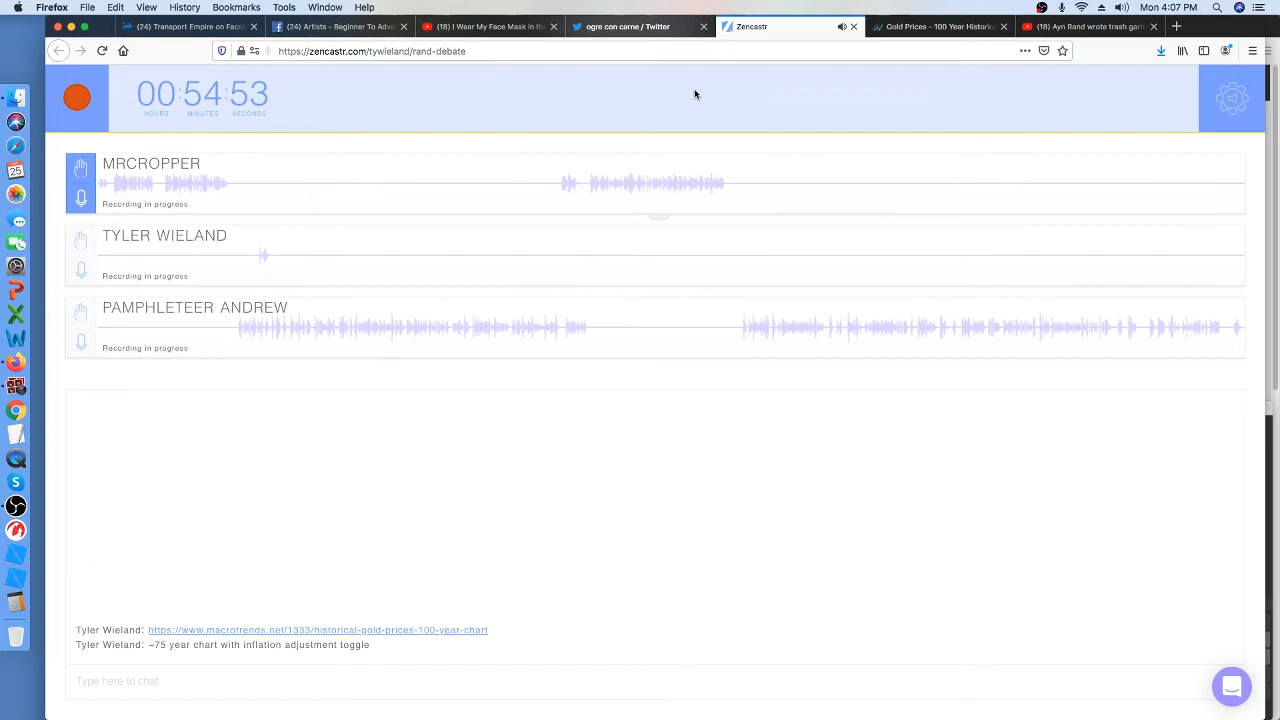 Firefox File Edit View History Bookmarks Tools Window Help Mon 4:07
(24) Transport Empire on Faceb (24) Artists - Beginner To Adva (18) I Wear My Face Mask in th ogre con carne / Twitter Zencastr Gold Prices - 100 Year Historica (18) Ayn Rand wrote trash garb
https://zencastr.com/tywieland/rand-debate
00:54:53
HOURS MINUTES SECONDS
MRCROPPER
Recording in progress
TYLER WIELAND
Recording in progress
PAMPHLETEER ANDREW
Recording in progress
Tyler Wieland: https://www.macrotrends.net/1333/historical-gold-prices-100-year-chart
Tyler Wieland: ~75 year chart with inflation adjustment toggle
Type here to chat